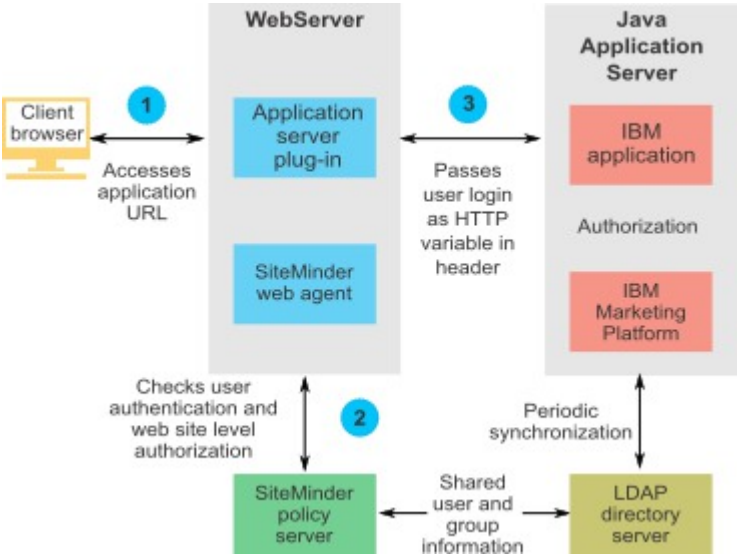 WebServer
Java
Application
Server
1
3
Client
browser
Application
server
plug-in
IBM
application
Accesses
application
URL
Passes
user login
as HTTP
variable in
header
Authorization
SiteMinder
web agent
IBM
Marketing
Platform
Checks user
authentication and
web site level
authorization
2
Periodic
synchronization
SiteMinder
policy
server
Shared
user and
group
information
LDAP
directory
server